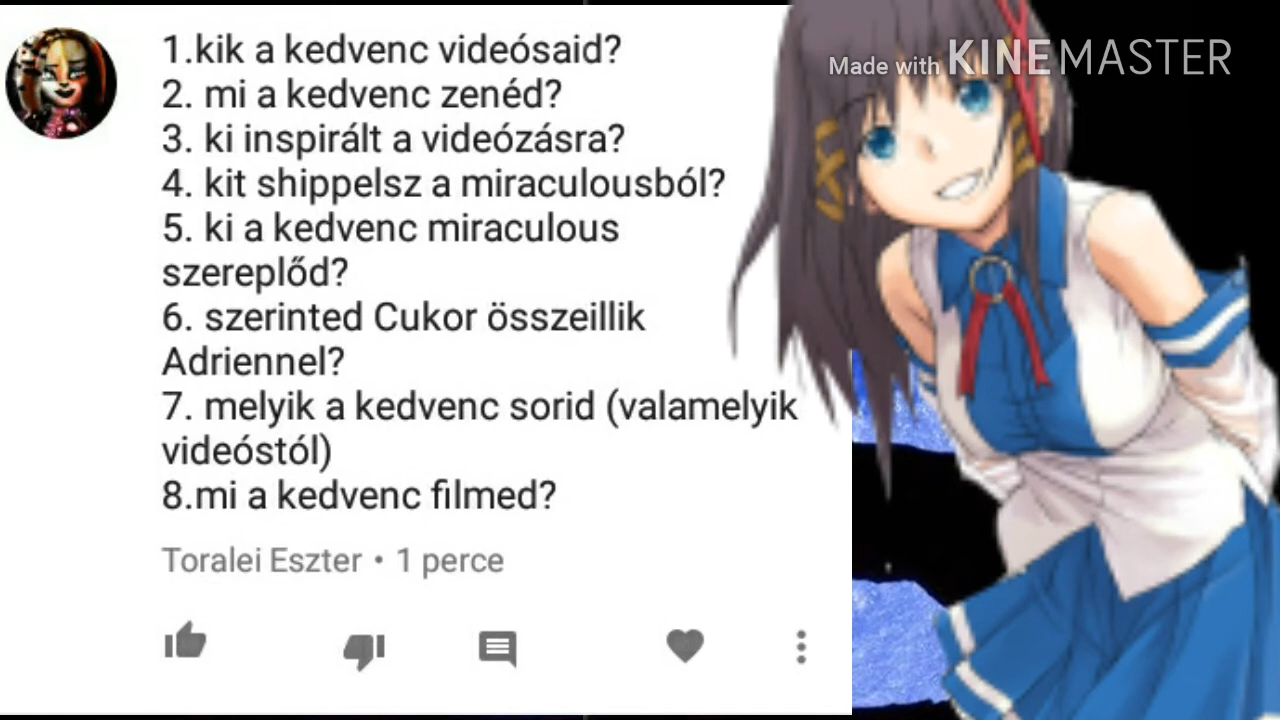 1.kik a kedvenc videósaid?
2. mi a kedvenc zenéd?
3. ki inspirált a videózásra?
4. kit shippelsz a miraculousból?
5. ki a kedvenc miraculous
szereplőd?
6. szerinted Cukor összeillik
Adriennel?
7. melyik a kedvenc sorid (valamelyik
videóstól)
8.mi a kedvenc filmed?
Toralei Eszter • 1 perce
Made with KINEMASTER